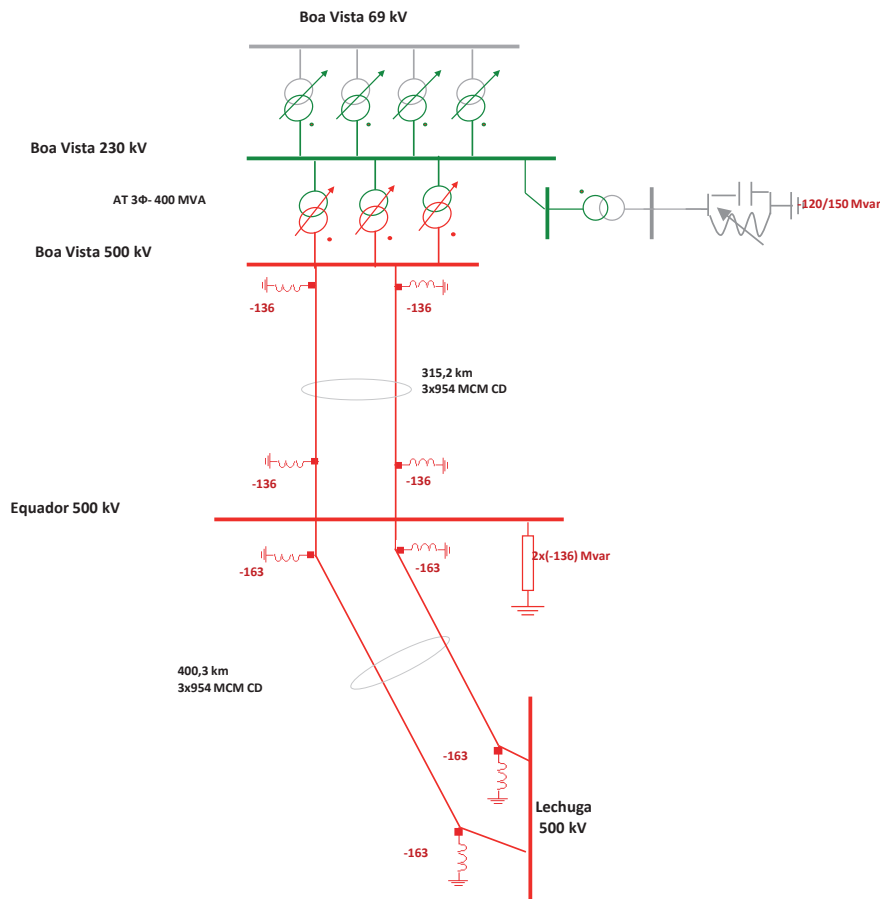 Boa Vista 69 kV
Boa Vista 230 kV
AT 3Φ- 400 MVA
120/150 Mvar
Boa Vista 500 kV
-136
-136
315,2 km
3x954 MCM CD
-136
-136
Equador 500 kV
-163
-163
2x(-136) Mvar
400,3 km
3x954 MCM CD
-163
Lechuga
500 kV
-163